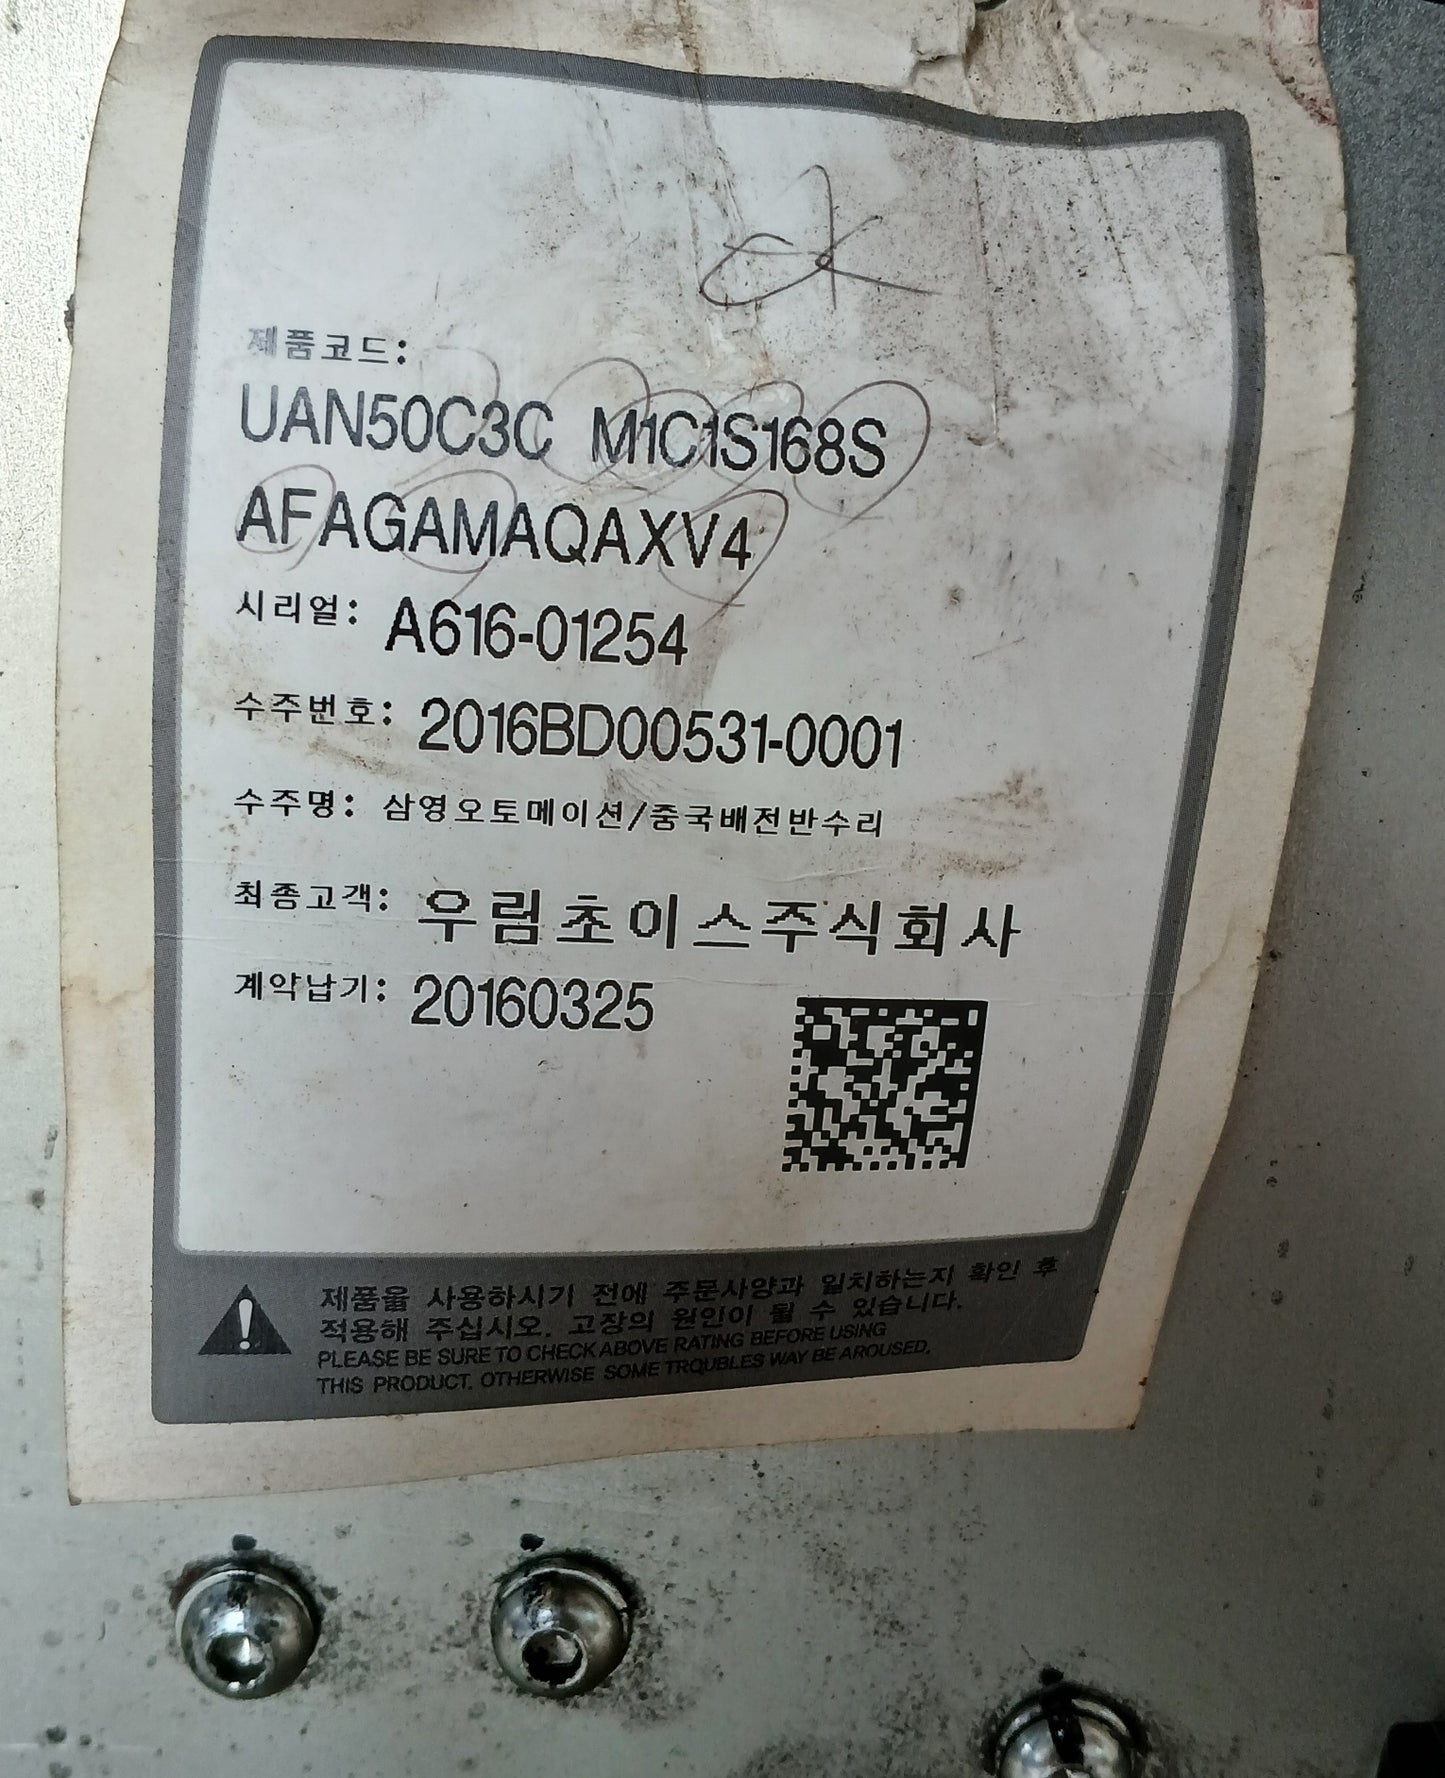 ok
제품코드:
UAN50C3C M1C1S168S
AFAGAMAQAXV4
시리얼: A616-01254
수주번호: 2016BD00531-0001
수주명: 삼영오토메이션/중국배전반수리
최종고객: 우림초이스주식회사
계약납기: 20160325
제품을 사용하시기 전에 주문사양과 일치하는지 확인 후
적용해 주십시오. 고장의 원인이 될 수 있습니다.
PLEASE BE SURE TO CHECK ABOVE RATING BEFORE USING
THIS PRODUCT. OTHERWISE SOME TROUBLES WAY BE AROUSED.